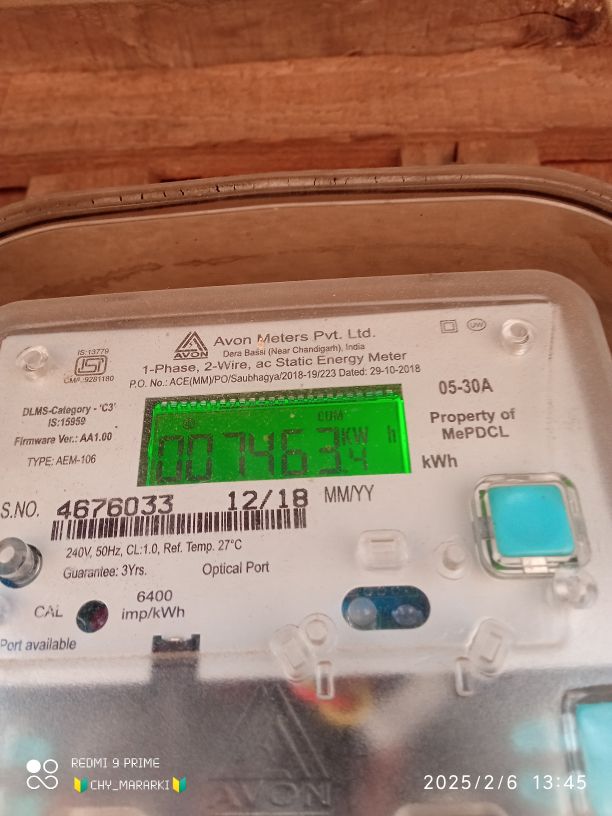 IS:13779
ISI
CM/L-9281180
AVON
Avon Meters Pvt. Ltd.
Dera Bassi (Near Chandigarh), India
1-Phase, 2-Wire, ac Static Energy Meter
P.O. No.: ACE(MM)/PO/Saubhagya/2018-19/223 Dated: 29-10-2018
DLMS-Category - 'C3'
IS:15959
Firmware Ver.: AA1.00
TYPE: AEM-106
CUM
007463
KW h
4
05-30A
Property of
MePDCL
kWh
S.NO. 4676033 12/18 MM/YY
240V, 50Hz, CL:1.0, Ref. Temp. 27°C
Guarantee: 3Yrs. Optical Port
CAL
6400
imp/kWh
Port available
AVON
REDMI 9 PRIME
CHY_MARARKI
2025/2/6 13:45